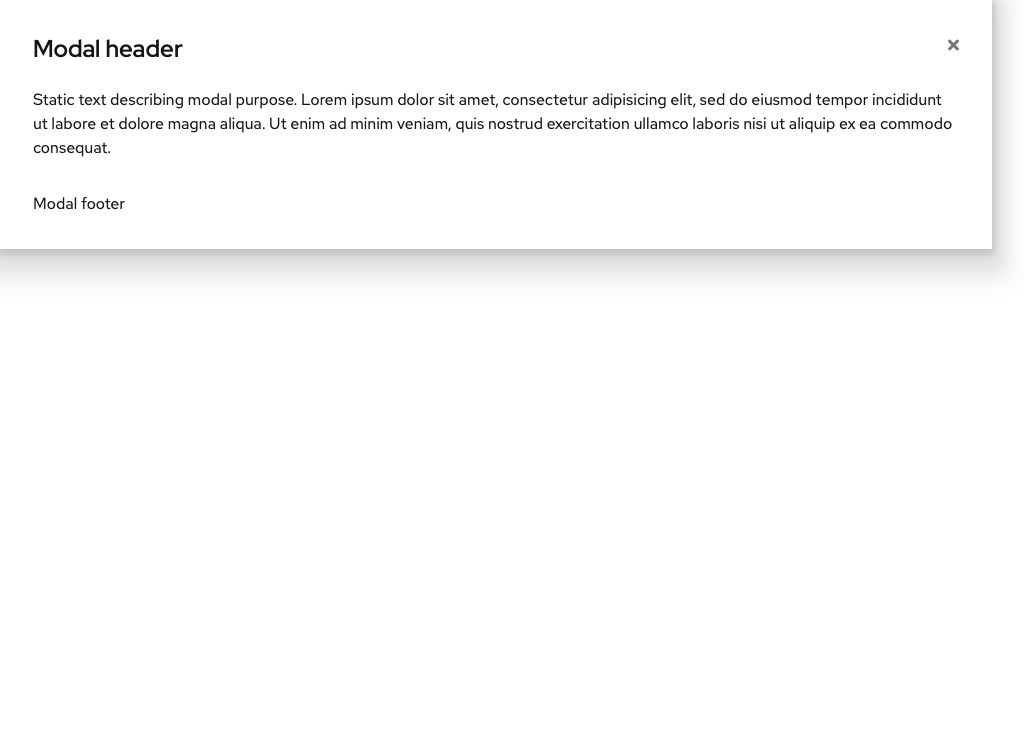 Modal header
Static text describing modal purpose. Lorem ipsum dolor sit amet, consectetur adipisicing elit, sed do eiusmod tempor incididunt
ut labore et dolore magna aliqua. Ut enim ad minim veniam, quis nostrud exercitation ullamco laboris nisi ut aliquip ex ea commodo
consequat.
Modal footer